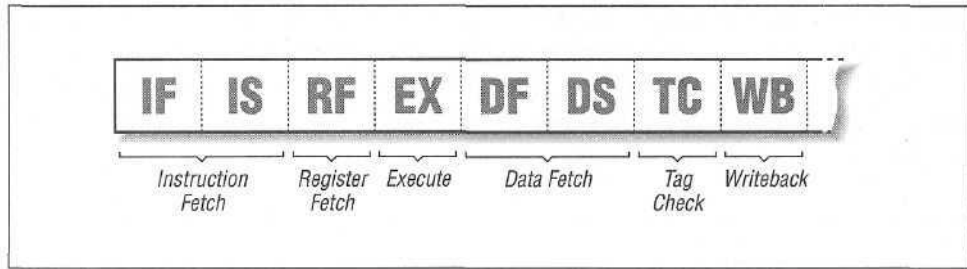 IF IS RF EX DF DS TC WB
Instruction Register Execute Data Fetch Tag Writeback
Fetch Fetch Check